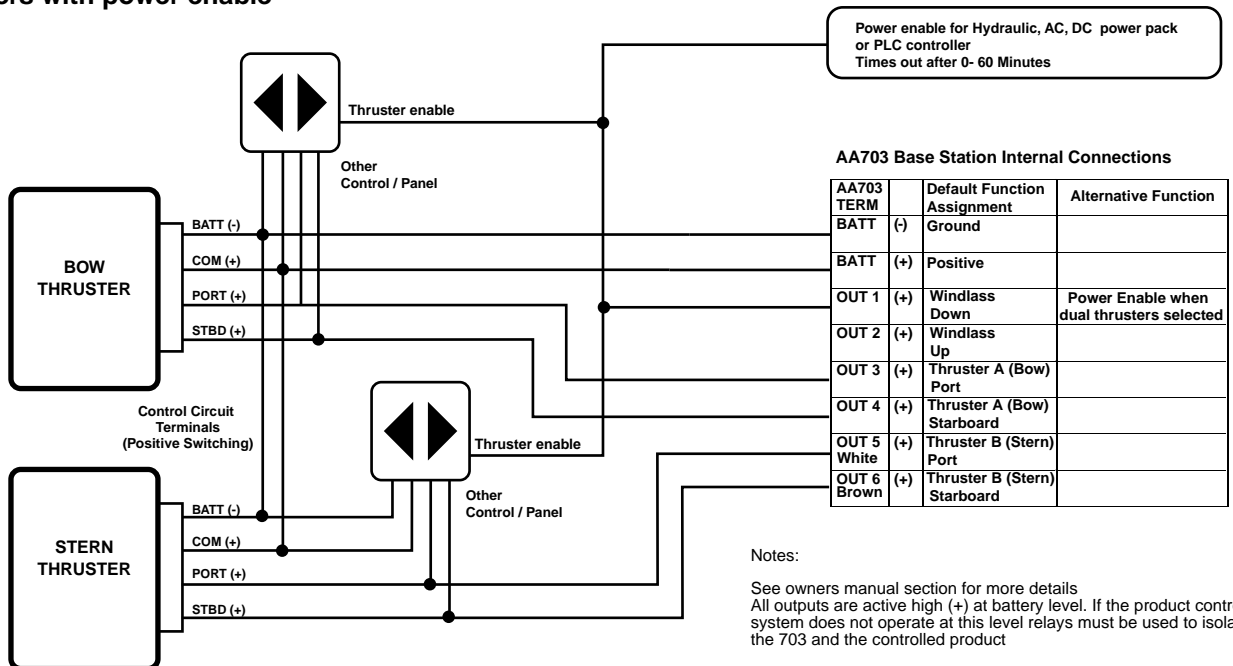 with power enable
Power enable for Hydraulic, AC, DC power pack
or PLC controller
Times out after 0- 60 Minutes
Thruster enable
Other
Control / Panel
AA703 Base Station Internal Connections
AA703 TERM Default Function Assignment Alternative Function
BATT (-) Ground
BATT (+) Positive
OUT 1 (+) Windlass Down Power Enable when dual thrusters selected
OUT 2 (+) Windlass Up
OUT 3 (+) Thruster A (Bow) Port
OUT 4 (+) Thruster A (Bow) Starboard
OUT 5 White (+) Thruster B (Stern) Port
OUT 6 Brown (+) Thruster B (Stern) Starboard
BOW
THRUSTER
BATT (-)
COM (+)
PORT (+)
STBD (+)
Control Circuit
Terminals
(Positive Switching)
Thruster enable
Other
Control / Panel
STERN
THRUSTER
BATT (-)
COM (+)
PORT (+)
STBD (+)
Notes:
See owners manual section for more details
All outputs are active high (+) at battery level. If the product
system does not operate at this level relays must be used to
the 703 and the controlled product